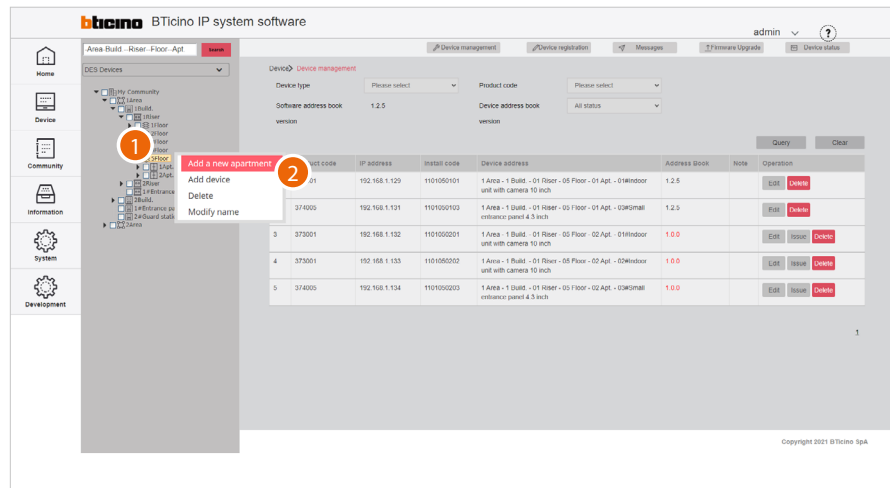 bticino BTicino IP system software
admin
?
Home
Device
Community
Information
System
Development
Area-Build.-Riser-Floor-Apt. Search
DES Devices
My Community
1Area
1Build.
1Riser
1Floor
5Floor
1Apt.
2Apt.
2Riser
1#Entrance
2Build.
1#Entrance pa
2#Guard stati
2Area
1
Add a new apartment
Add device
Delete
Modify name
2
Device management Device registration Messages Firmware Upgrade Device status
Device> Device management
Device type Please select Product code Please select
Software address book version 1.2.5 Device address book version All status
Query Clear
uct code IP address Install code Device address Address Book Note Operation
01 192.168.1.129 1101050101 1 Area - 1 Build. - 01 Riser - 05 Floor - 01 Apt. - 01#Indoor 1.2.5 Edit Delete
unit with camera 10 inch
374005 192.168.1.131 1101050103 1 Area - 1 Build. - 01 Riser - 05 Floor - 01 Apt. - 03#Small 1.2.5 Edit Delete
entrance panel 4.3 inch
3 373001 192.168.1.132 1101050201 1 Area - 1 Build. - 01 Riser - 05 Floor - 02 Apt. - 01#Indoor 1.0.0 Edit Issue Delete
unit with camera 10 inch
4 373001 192.168.1.133 1101050202 1 Area - 1 Build. - 01 Riser - 05 Floor - 02 Apt. - 02#Indoor 1.0.0 Edit Issue Delete
unit with camera 10 inch
5 374005 192.168.1.134 1101050203 1 Area - 1 Build. - 01 Riser - 05 Floor - 02 Apt. - 03#Small 1.0.0 Edit Issue Delete
entrance panel 4.3 inch
1
Copyright 2021 BTicino SpA